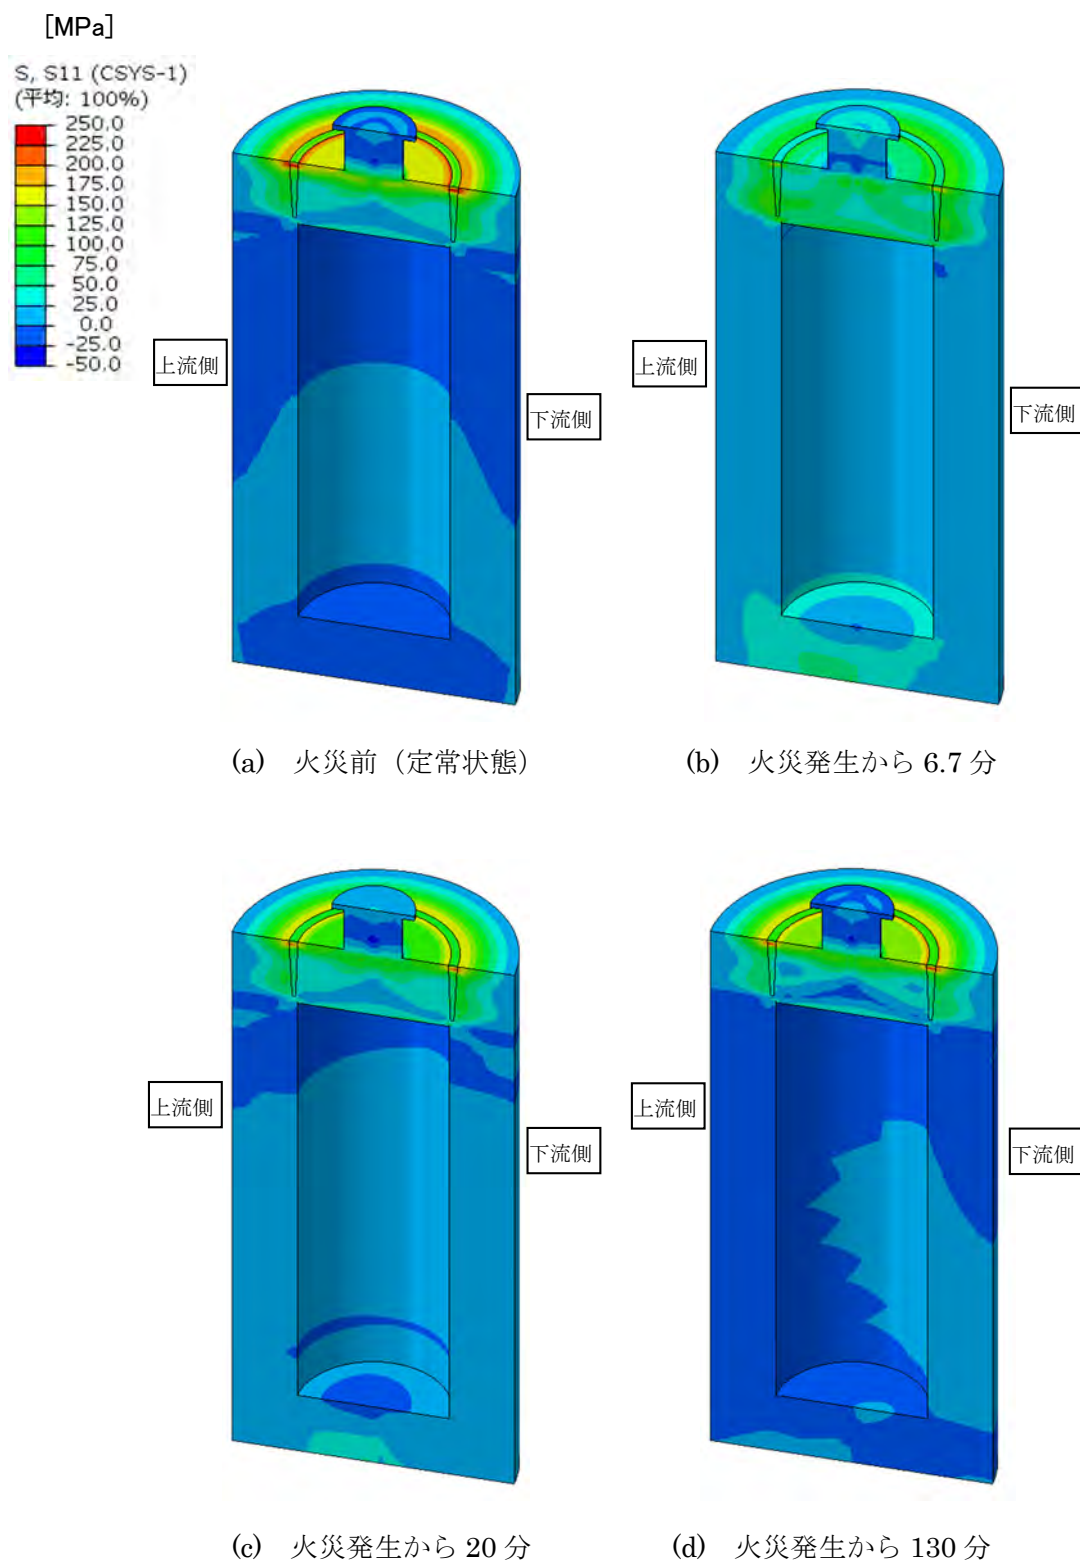 [MPa]
S, S11 (CSYS-1)
(平均: 100%)
250.0
225.0
200.0
175.0
150.0
125.0
100.0
75.0
50.0
25.0
0.0
-25.0
-50.0
上流側
下流側
上流側
下流側
(a) 火災前（定常状態）
(b) 火災発生から 6.7 分
上流側
下流側
上流側
下流側
(c) 火災発生から 20 分
(d) 火災発生から 130 分